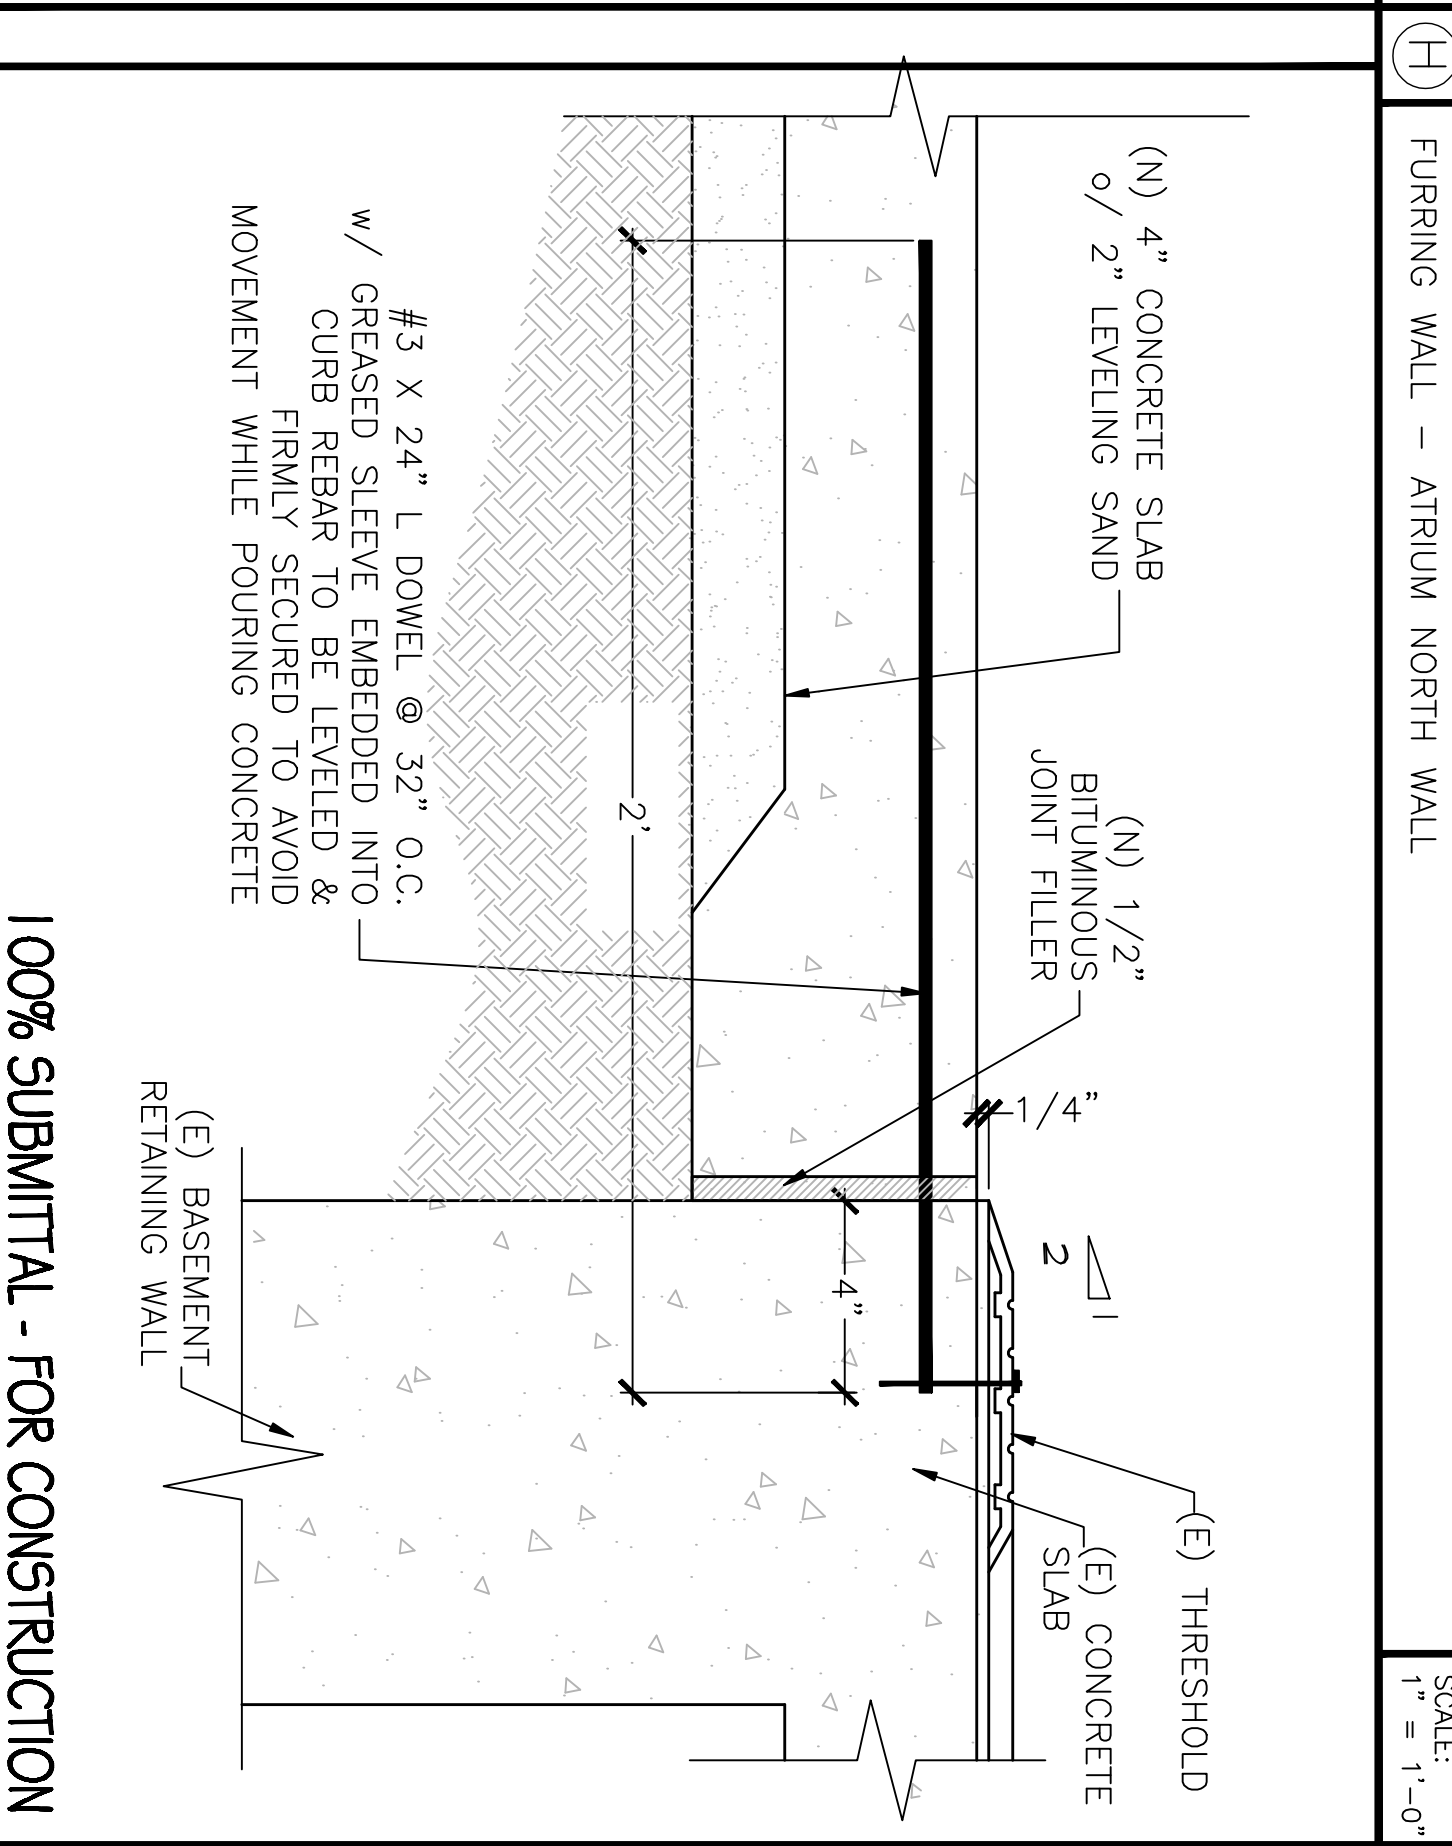 H
FURRING WALL – ATRIUM NORTH WALL
SCALE:
1" = 1'–0"
(N) 4" CONCRETE SLAB
o/ 2" LEVELING SAND
(N) 1/2"
BITUMINOUS
JOINT FILLER
1/4"
1
2
(E) THRESHOLD
(E) CONCRETE
SLAB
4"
2'
#3 X 24" L DOWEL @ 32" O.C.
w/ GREASED SLEEVE EMBEDDED INTO
CURB REBAR TO BE LEVELED &
FIRMLY SECURED TO AVOID
MOVEMENT WHILE POURING CONCRETE
(E) BASEMENT
RETAINING WALL
100% SUBMITTAL - FOR CONSTRUCTION